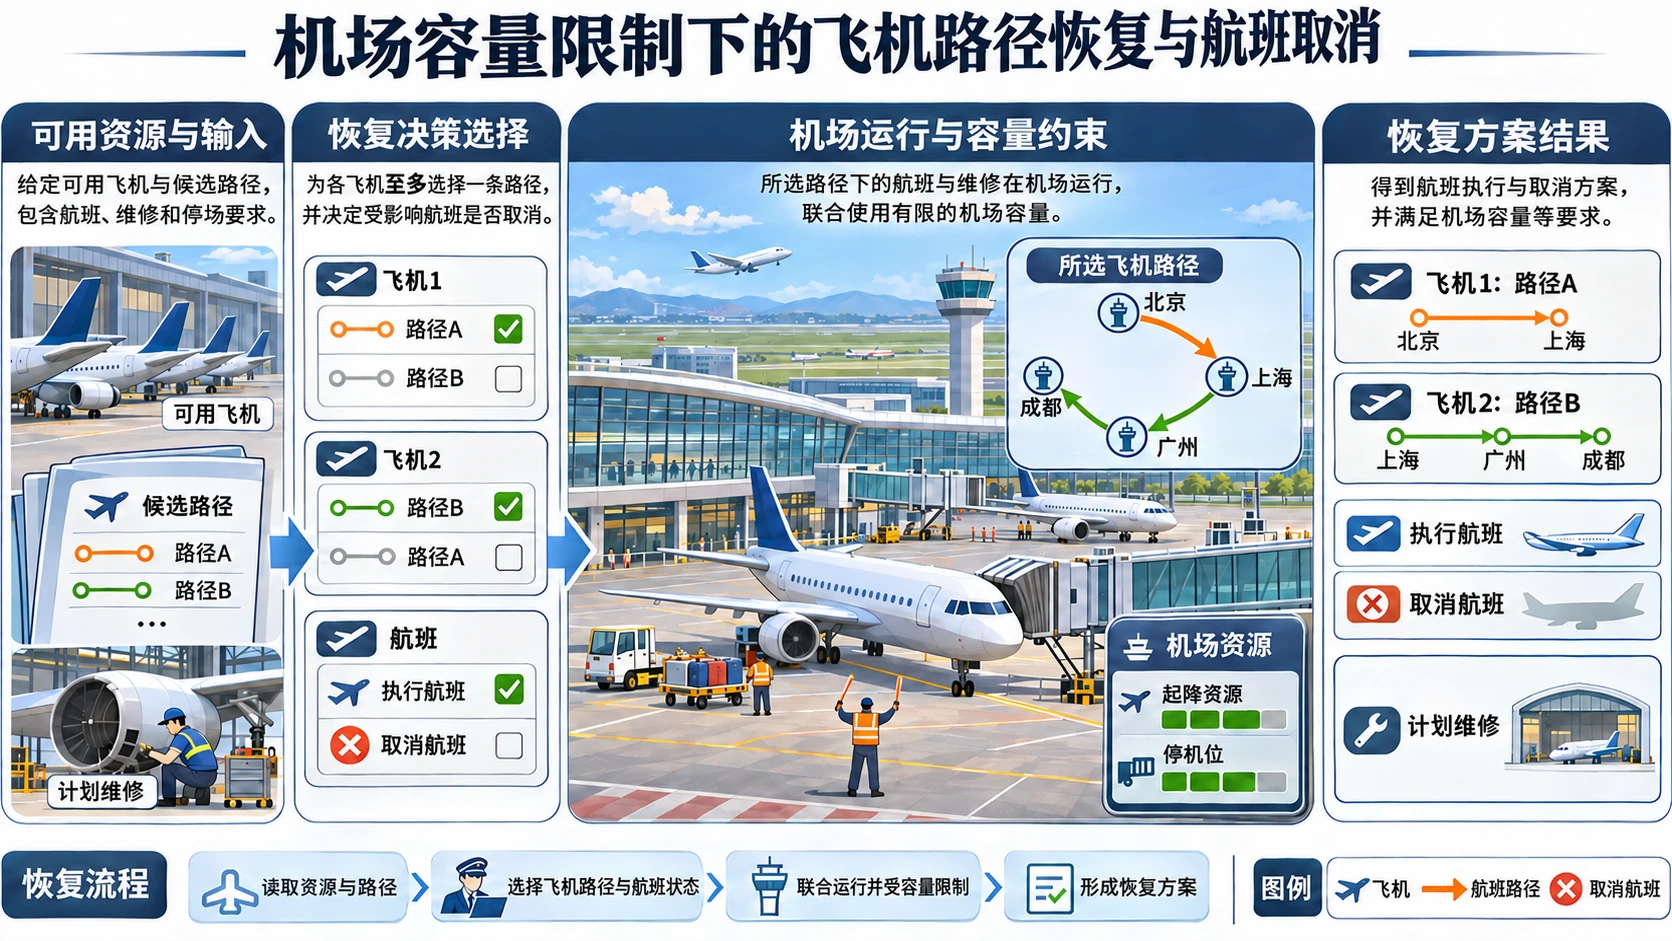 机场容量限制下的飞机路径恢复与航班取消
可用资源与输入
给定可用飞机与候选路径，
包含航班、维修和停场要求。
可用飞机
候选路径
路径A
路径B
...
计划维修
恢复决策选择
为各飞机至多选择一条路径，
并决定受影响航班是否取消。
飞机1
路径A
路径B
飞机2
路径B
路径A
航班
执行航班
取消航班
机场运行与容量约束
所选路径下的航班与维修在机场运行，
联合使用有限的机场容量。
所选飞机路径
北京
上海
成都
广州
机场资源
起降资源
停机位
恢复方案结果
得到航班执行与取消方案，
并满足机场容量等要求。
飞机1：路径A
北京 上海
飞机2：路径B
上海 广州 成都
执行航班
取消航班
计划维修
恢复流程
读取资源与路径
选择飞机路径与航班状态
联合运行并受容量限制
形成恢复方案
图例
飞机 航班路径 取消航班